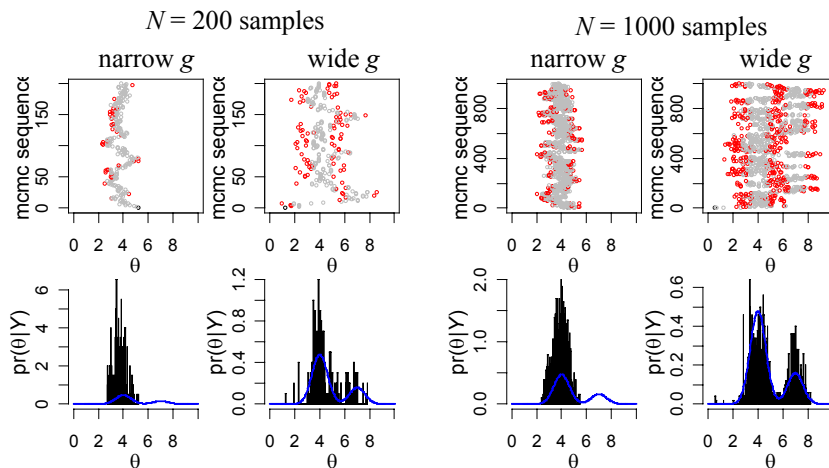 N = 200 samples
N = 1000 samples
narrow g
wide g
narrow g
wide g
mcmc sequence
0 50 150
0 2 4 6 8
θ
mcmc sequence
0 50 150
0 2 4 6 8
θ
mcmc sequence
0 400 800
0 2 4 6 8
θ
mcmc sequence
0 400 800
0 2 4 6 8
θ
pr(θ|Y)
0 2 4 6
0 2 4 6 8
θ
pr(θ|Y)
0.0 0.4 0.8 1.2
0 2 4 6 8
θ
pr(θ|Y)
0.0 1.0 2.0
0 2 4 6 8
θ
pr(θ|Y)
0.0 0.2 0.4 0.6
0 2 4 6 8
θ